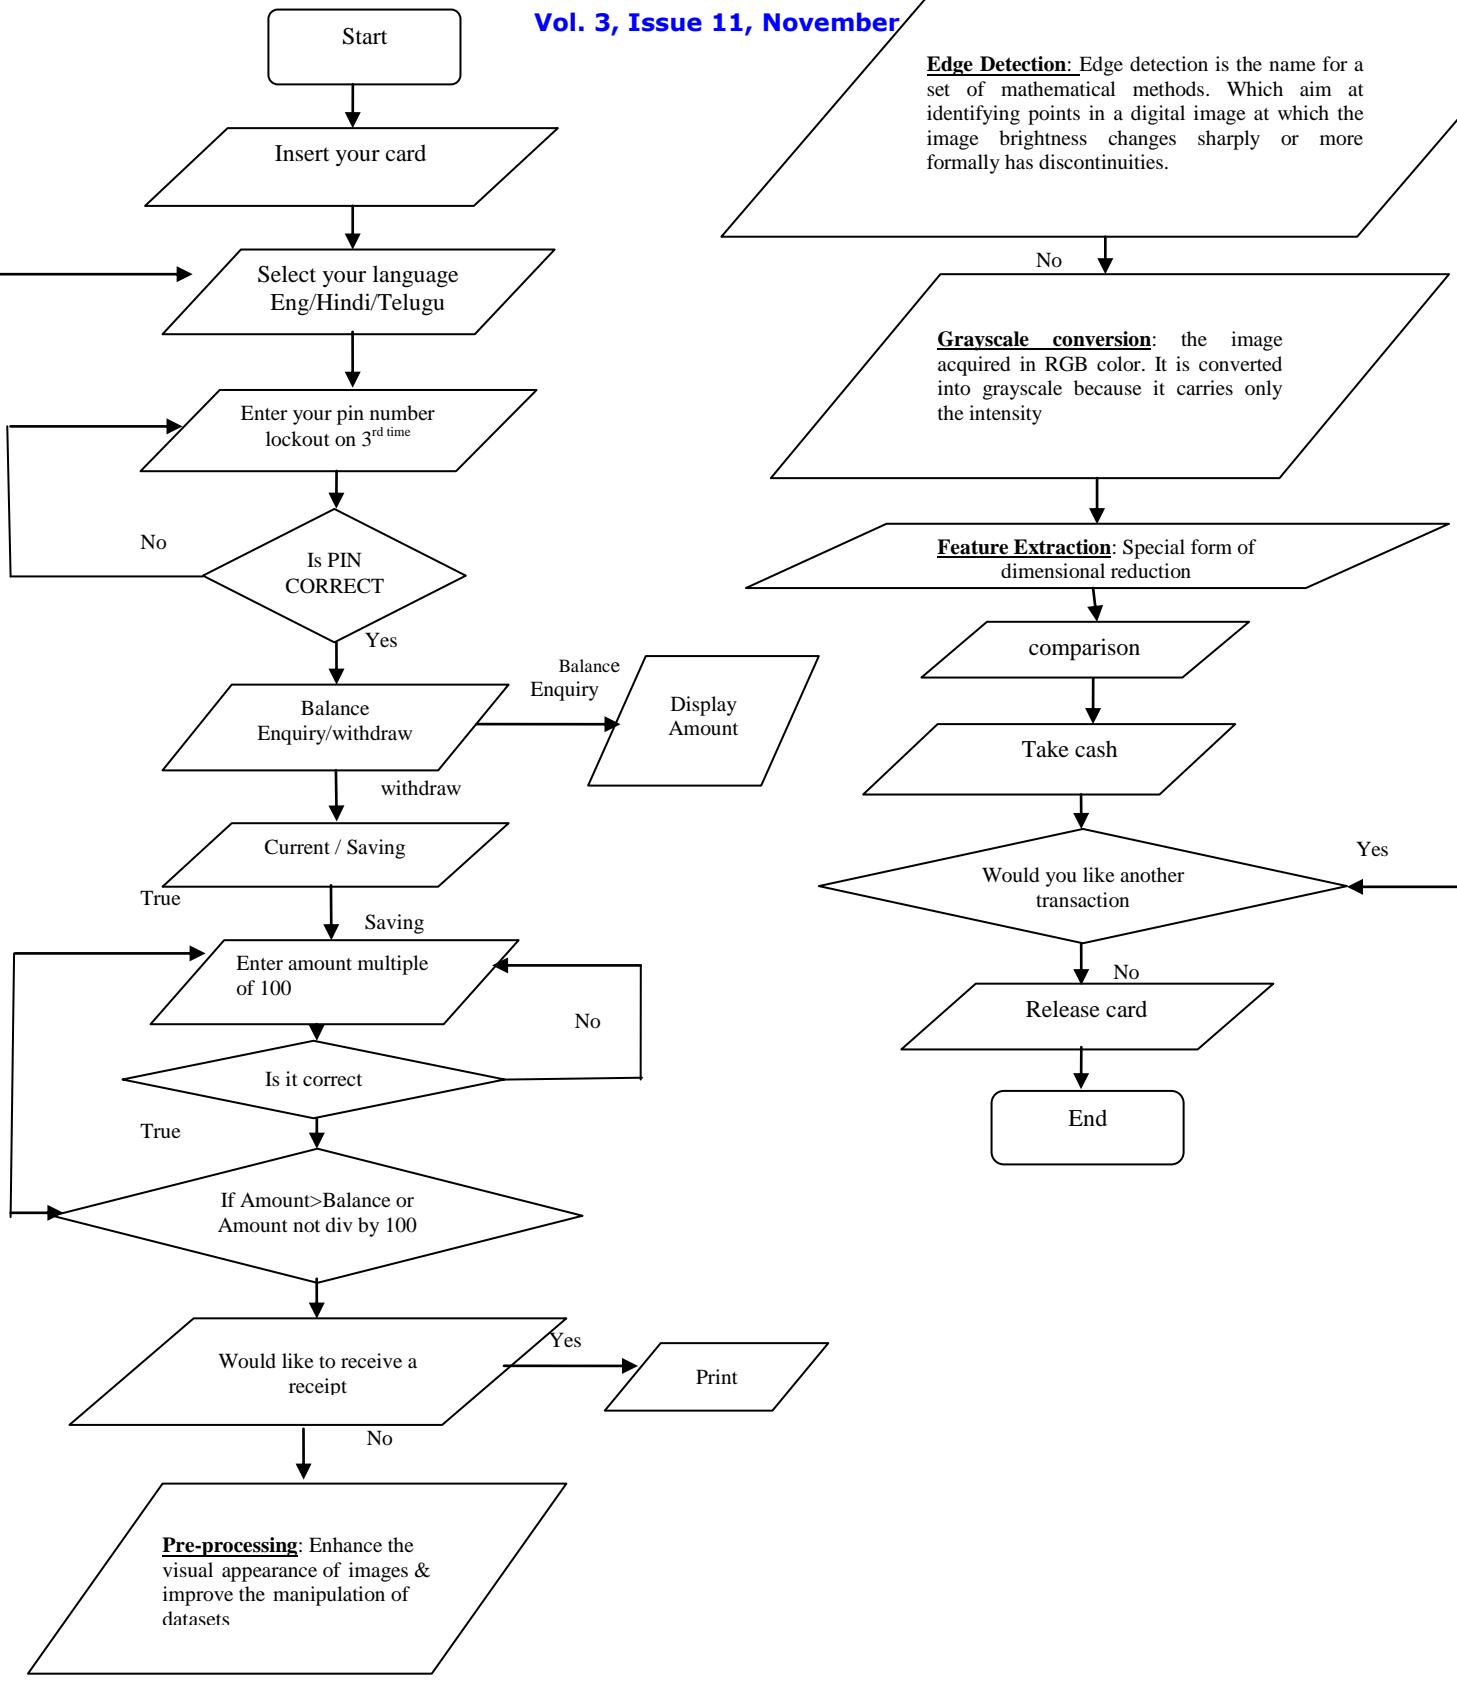 Vol. 3, Issue 11, November
Start
Insert your card
Select your language
Eng/Hindi/Telugu
Enter your pin number
lockout on 3rd time
No
Is PIN
CORRECT
Yes
Balance
Enquiry/withdraw
Balance
Enquiry
Display
Amount
withdraw
Current / Saving
True
Saving
Enter amount multiple
of 100
No
Is it correct
True
If Amount>Balance or
Amount not div by 100
Would like to receive a
receipt
Yes
Print
No
Pre-processing: Enhance the
visual appearance of images &
improve the manipulation of
datasets
Edge Detection: Edge detection is the name for a
set of mathematical methods. Which aim at
identifying points in a digital image at which the
image brightness changes sharply or more
formally has discontinuities.
No
Grayscale conversion: the image
acquired in RGB color. It is converted
into grayscale because it carries only
the intensity
Feature Extraction: Special form of
dimensional reduction
comparison
Take cash
Would you like another
transaction
Yes
No
Release card
End